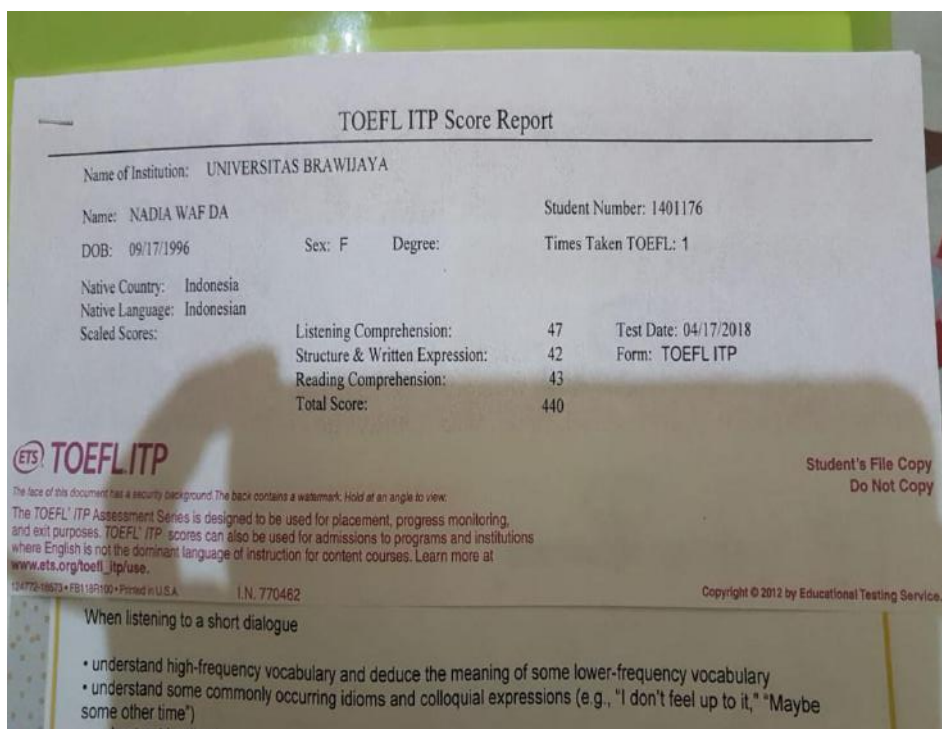 TOEFL ITP Score Report
Name of Institution: UNIVERSITAS BRAWIJAYA
Name: NADIA WAF DA Student Number: 1401176
DOB: 09/17/1996 Sex: F Degree: Times Taken TOEFL: 1
Native Country: Indonesia
Native Language: Indonesian
Scaled Scores: Listening Comprehension: 47 Test Date: 04/17/2018
Structure & Written Expression: 42 Form: TOEFL ITP
Reading Comprehension: 43
Total Score: 440
ETS TOEFL ITP
Student's File Copy
Do Not Copy
The face of this document has a security background. The back contains a watermark. Hold at an angle to view.
The TOEFL® ITP Assessment Series is designed to be used for placement, progress monitoring,
and exit purposes. TOEFL® ITP scores can also be used for admissions to programs and institutions
where English is not the dominant language of instruction for content courses. Learn more at
www.ets.org/toefl_itp/use.
FB118R100 • Printed in U.S.A. I.N. 770462 Copyright © 2012 by Educational Testing Service.
When listening to a short dialogue
• understand high-frequency vocabulary and deduce the meaning of some lower-frequency vocabulary
• understand some commonly occurring idioms and colloquial expressions (e.g., "I don't feel up to it," "Maybe
some other time")